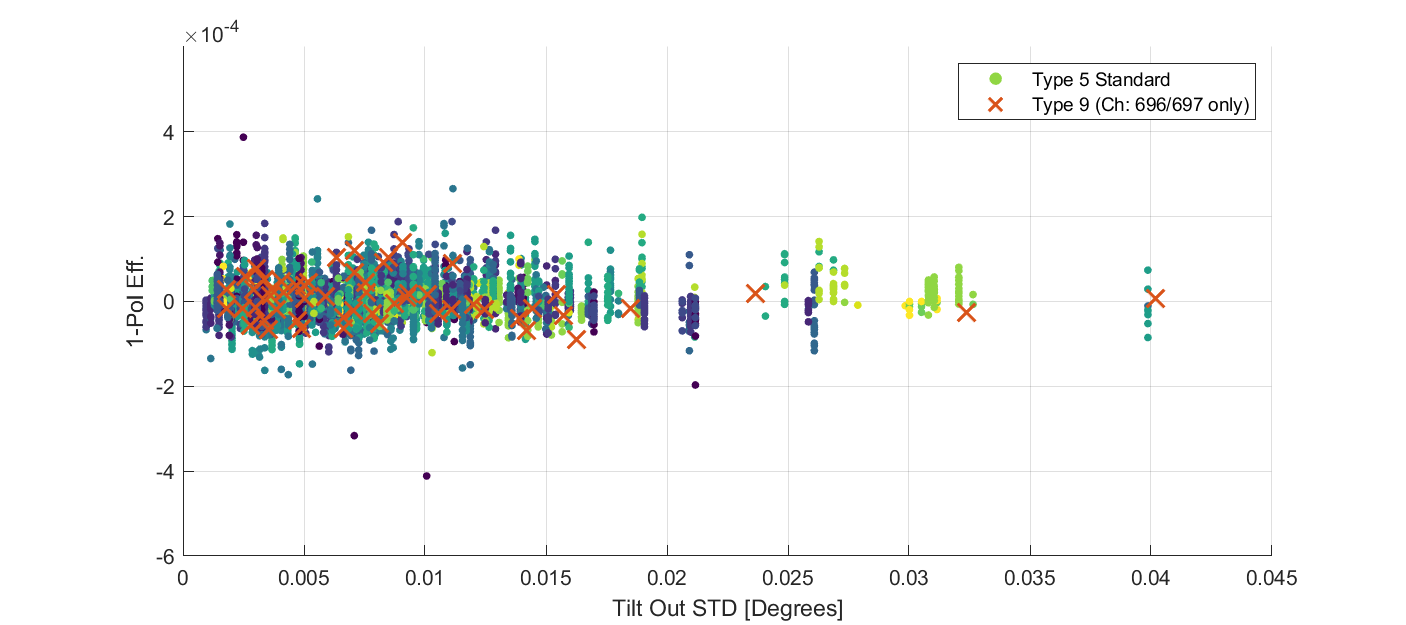 ×10^-4
4
2
0
-2
-4
-6
1-Pol Eff.
0 0.005 0.01 0.015 0.02 0.025 0.03 0.035 0.04 0.045
Tilt Out STD [Degrees]
Type 5 Standard
Type 9 (Ch: 696/697 only)